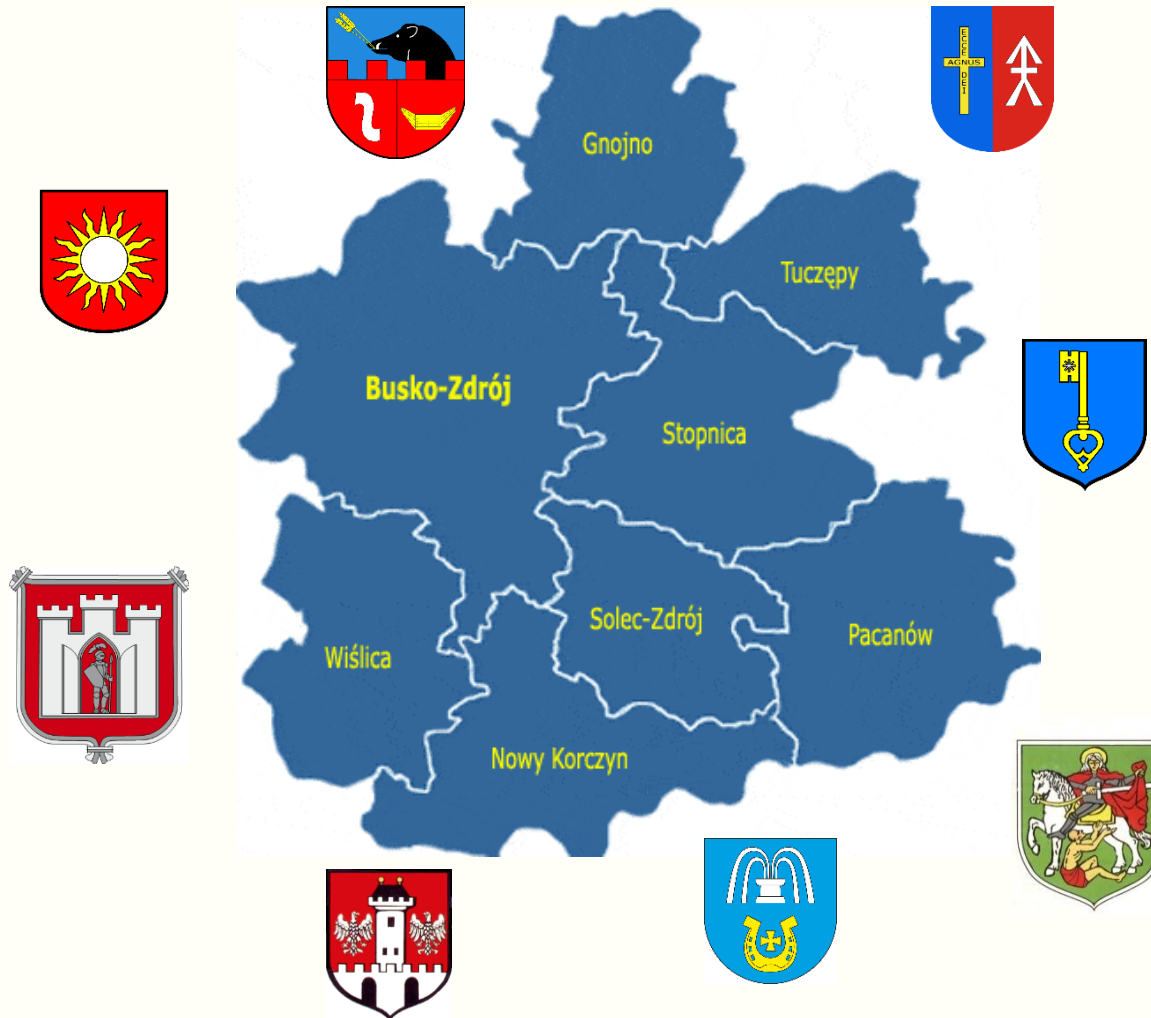 ECCE
AGNUS
DEI
Gnojno
Tuczępy
Busko-Zdrój
Stopnica
Solec-Zdrój
Pacanów
Wiślica
Nowy Korczyn